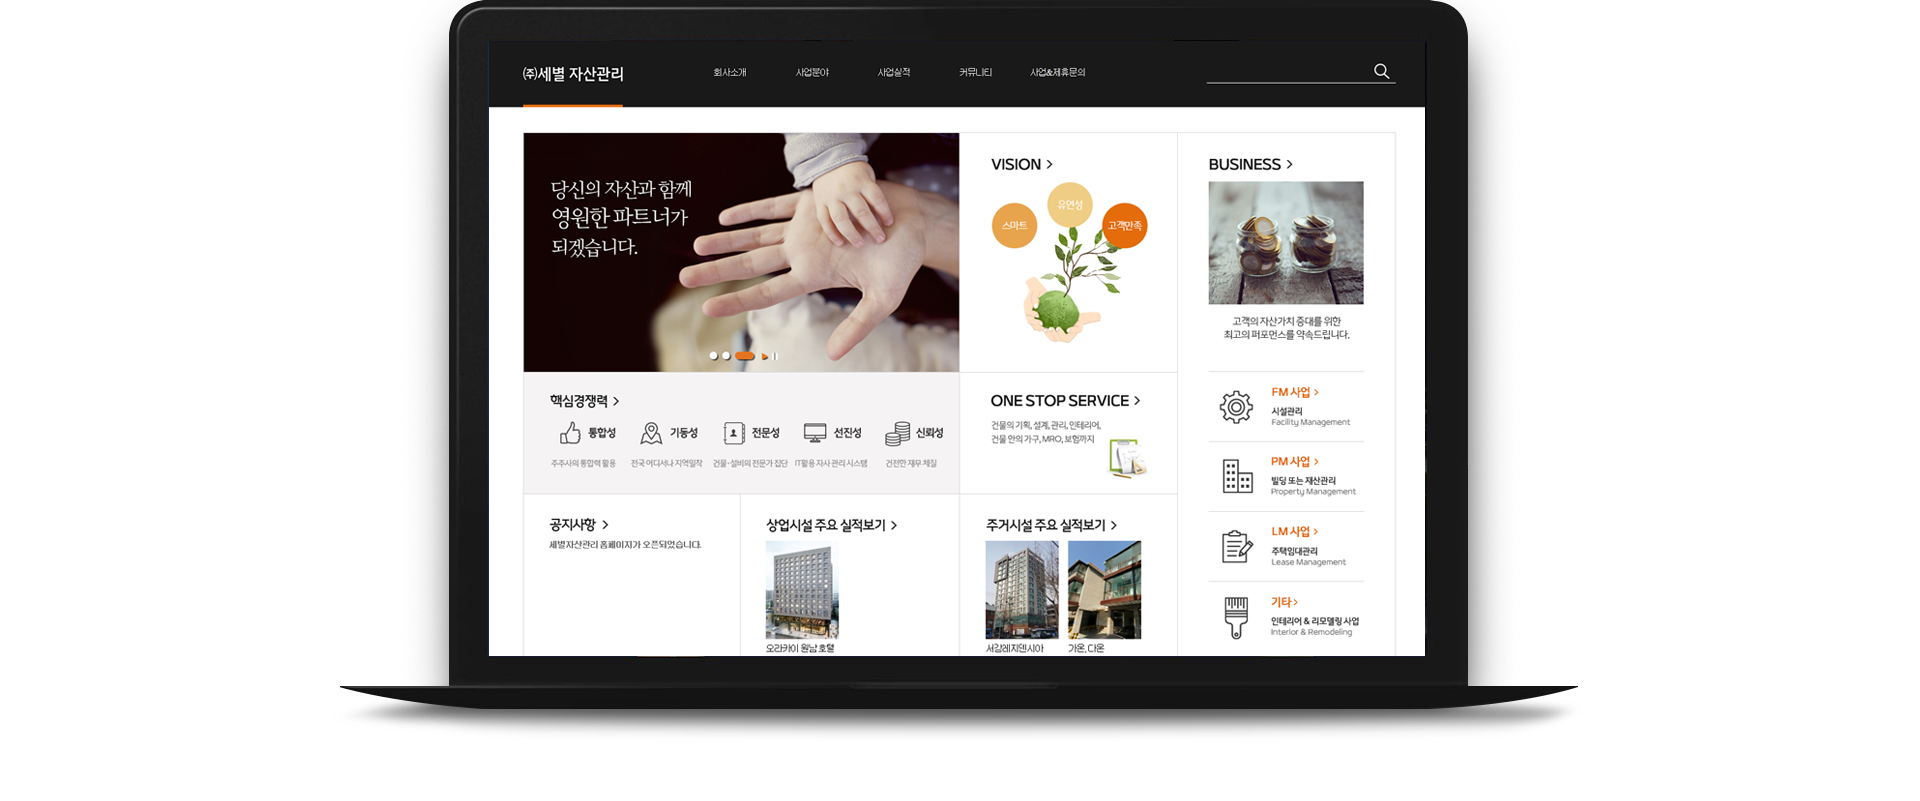 ㈜세별 자산관리
회사소개
사업분야
사업실적
커뮤니티
사업&제휴문의
당신의 자산과 함께
영원한 파트너가
되겠습니다.
VISION >
스마트
유연성
고객만족
BUSINESS >
고객의 자산가치 증대를 위한
최고의 퍼포먼스를 약속드립니다.
핵심경쟁력 >
통합성
기동성
전문성
선진성
신뢰성
주주사의 통합력 활용
전국 어디서나 지역밀착
건물-설비의 전문가 집단
IT활용 자사 관리 시스템
건전한 재무 체질
ONE STOP SERVICE >
건물의 기획, 설계, 관리, 인테리어,
건물 안의 가구, MRO, 보험까지
FM 사업 >
시설관리
Facility Management
PM 사업 >
빌딩 또는 재산관리
Property Management
LM 사업 >
주택임대관리
Lease Management
기타 >
인테리어 & 리모델링 사업
Interior & Remodeling
공지사항 >
세별자산관리 홈페이지가 오픈되었습니다.
상업시설 주요 실적보기 >
오라카이 원남 호텔
주거시설 주요 실적보기 >
서강레지덴시아
가온, 다온